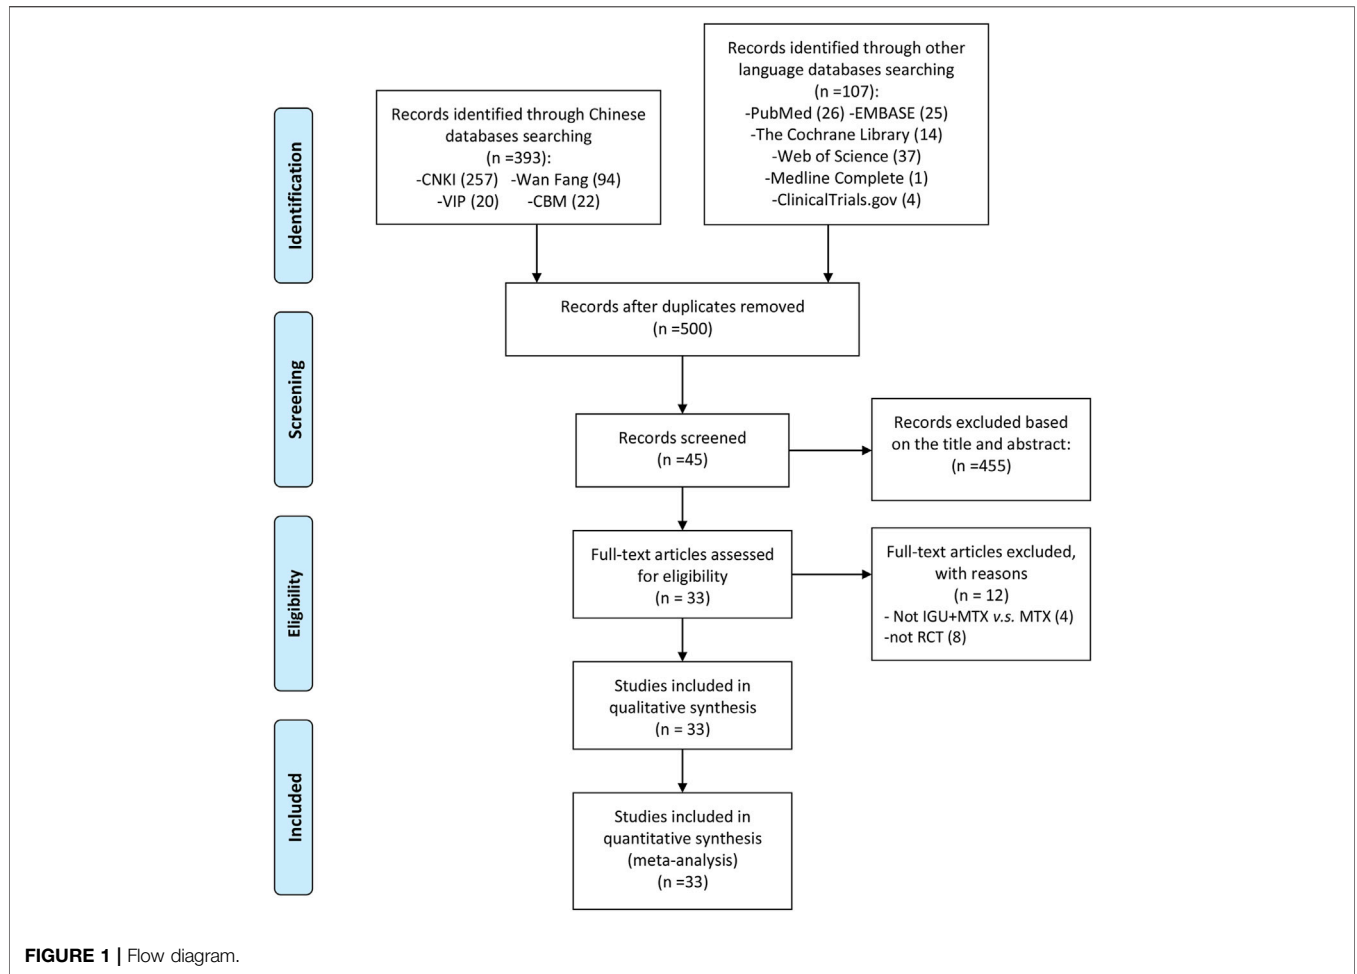 Identification
Screening
Eligibility
Included
Records identified through Chinese
databases searching
(n =393):
-CNKI (257) -Wan Fang (94)
-VIP (20) -CBM (22)
Records identified through other
language databases searching
(n =107):
-PubMed (26) -EMBASE (25)
-The Cochrane Library (14)
-Web of Science (37)
-Medline Complete (1)
-ClinicalTrials.gov (4)
Records after duplicates removed
(n =500)
Records screened
(n =45)
Records excluded based
on the title and abstract:
(n =455)
Full-text articles assessed
for eligibility
(n = 33)
Full-text articles excluded,
with reasons
(n = 12)
- Not IGU+MTX v.s. MTX (4)
-not RCT (8)
Studies included in
qualitative synthesis
(n = 33)
Studies included in
quantitative synthesis
(meta-analysis)
(n =33)
FIGURE 1 | Flow diagram.